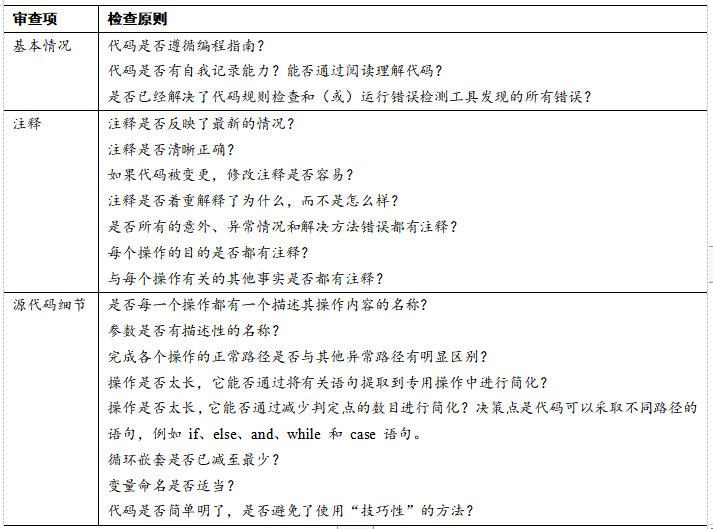 审查项 检查原则
基本情况 代码是否遵循编程指南？
代码是否有自我记录能力？能否通过阅读理解代码？
是否已经解决了代码规则检查和（或）运行错误检测工具发现的所有错误？
注释 注释是否反映了最新的情况？
注释是否清晰正确？
如果代码被变更，修改注释是否容易？
注释是否着重解释了为什么，而不是怎么样？
是否所有的意外、异常情况和解决方法错误都有注释？
每个操作的目的是否都有注释？
与每个操作有关的其他事实是否都有注释？
源代码细节 是否每一个操作都有一个描述其操作内容的名称？
参数是否有描述性的名称？
完成各个操作的正常路径是否与其他异常路径有明显区别？
操作是否太长，它能否通过将有关语句提取到专用操作中进行简化？
操作是否太长，它能否通过减少判定点的数目进行简化？决策点是代码可以采取不同路径的
语句，例如 if、else、and、while 和 case 语句。
循环嵌套是否已减至最少？
变量命名是否适当？
代码是否简单明了，是否避免了使用“技巧性”的方法？